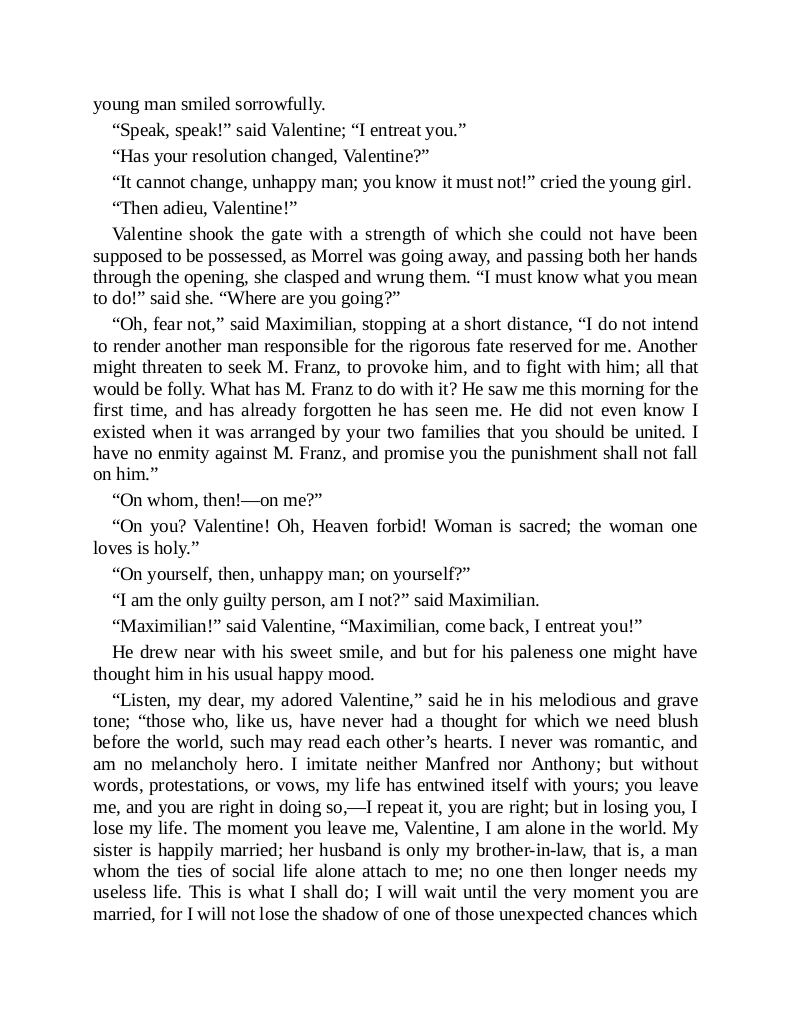 young man smiled sorrowfully.
“Speak, speak!” said Valentine; “I entreat you.”
“Has your resolution changed, Valentine?”
“It cannot change, unhappy man; you know it must not!” cried the young girl.
“Then adieu, Valentine!”
Valentine shook the gate with a strength of which she could not have been
supposed to be possessed, as Morrel was going away, and passing both her hands
through the opening, she clasped and wrung them. “I must know what you mean
to do!” said she. “Where are you going?”
“Oh, fear not,” said Maximilian, stopping at a short distance, “I do not intend
to render another man responsible for the rigorous fate reserved for me. Another
might threaten to seek M. Franz, to provoke him, and to fight with him; all that
would be folly. What has M. Franz to do with it? He saw me this morning for the
first time, and has already forgotten he has seen me. He did not even know I
existed when it was arranged by your two families that you should be united. I
have no enmity against M. Franz, and promise you the punishment shall not fall
on him.”
“On whom, then!—on me?”
“On you? Valentine! Oh, Heaven forbid! Woman is sacred; the woman one
loves is holy.”
“On yourself, then, unhappy man; on yourself?”
“I am the only guilty person, am I not?” said Maximilian.
“Maximilian!” said Valentine, “Maximilian, come back, I entreat you!”
He drew near with his sweet smile, and but for his paleness one might have
thought him in his usual happy mood.
“Listen, my dear, my adored Valentine,” said he in his melodious and grave
tone; “those who, like us, have never had a thought for which we need blush
before the world, such may read each other’s hearts. I never was romantic, and
am no melancholy hero. I imitate neither Manfred nor Anthony; but without
words, protestations, or vows, my life has entwined itself with yours; you leave
me, and you are right in doing so,—I repeat it, you are right; but in losing you, I
lose my life. The moment you leave me, Valentine, I am alone in the world. My
sister is happily married; her husband is only my brother-in-law, that is, a man
whom the ties of social life alone attach to me; no one then longer needs my
useless life. This is what I shall do; I will wait until the very moment you are
married, for I will not lose the shadow of one of those unexpected chances which